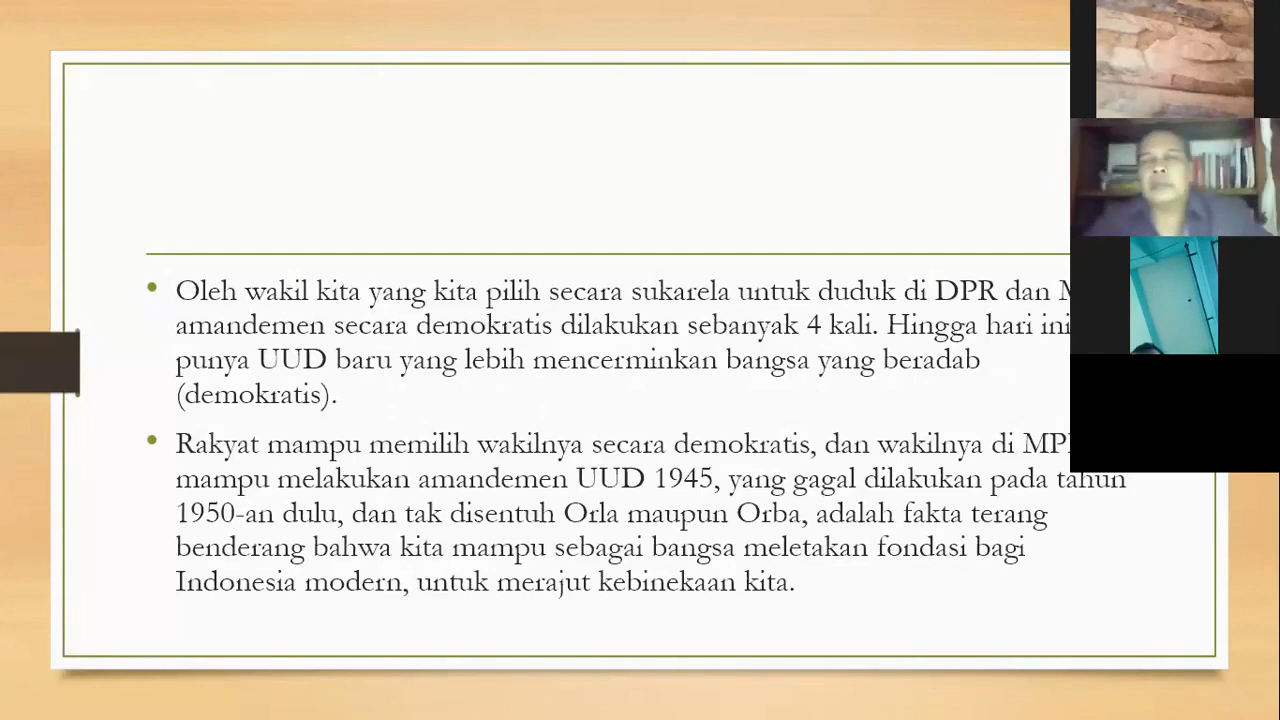 Oleh wakil kita yang kita pilih secara sukarela untuk duduk di DPR dan
amandemen secara demokratis dilakukan sebanyak 4 kali. Hingga hari ini
punya UUD baru yang lebih mencerminkan bangsa yang beradab
(demokratis).
Rakyat mampu memilih wakilnya secara demokratis, dan wakilnya di
mampu melakukan amandemen UUD 1945, yang gagal dilakukan pada tahun
1950-an dulu, dan tak disentuh Orla maupun Orba, adalah fakta terang
benderang bahwa kita mampu sebagai bangsa meletakan fondasi bagi
Indonesia modern, untuk merajut kebinekaan kita.